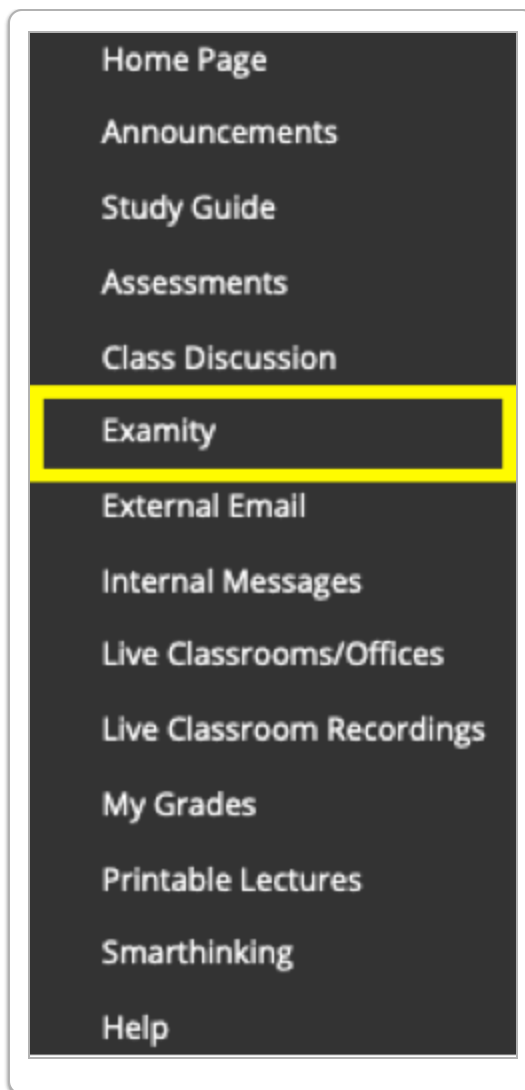 Home Page
Announcements
Study Guide
Assessments
Class Discussion
Examity
External Email
Internal Messages
Live Classrooms/Offices
Live Classroom Recordings
My Grades
Printable Lectures
Smarthinking
Help